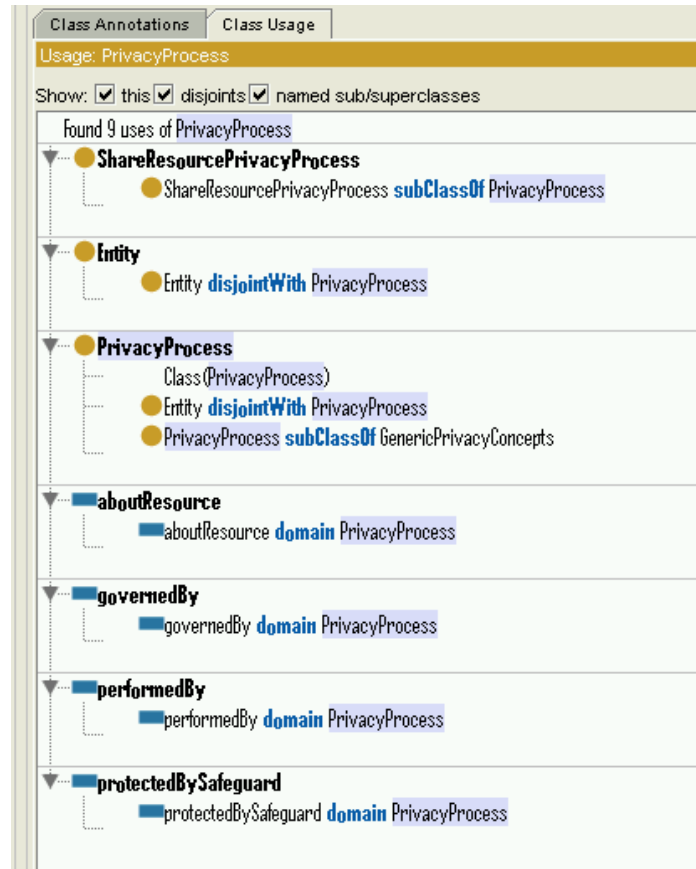 Class Annotations Class Usage
Usage: PrivacyProcess
Show: this disjoints named sub/superclasses
Found 9 uses of PrivacyProcess
ShareResourcePrivacyProcess
ShareResourcePrivacyProcess subClassOf PrivacyProcess
Entity
Entity disjointWith PrivacyProcess
PrivacyProcess
Class(PrivacyProcess)
Entity disjointWith PrivacyProcess
PrivacyProcess subClassOf GenericPrivacyConcepts
aboutResource
aboutResource domain PrivacyProcess
governedBy
governedBy domain PrivacyProcess
performedBy
performedBy domain PrivacyProcess
protectedBySafeguard
protectedBySafeguard domain PrivacyProcess